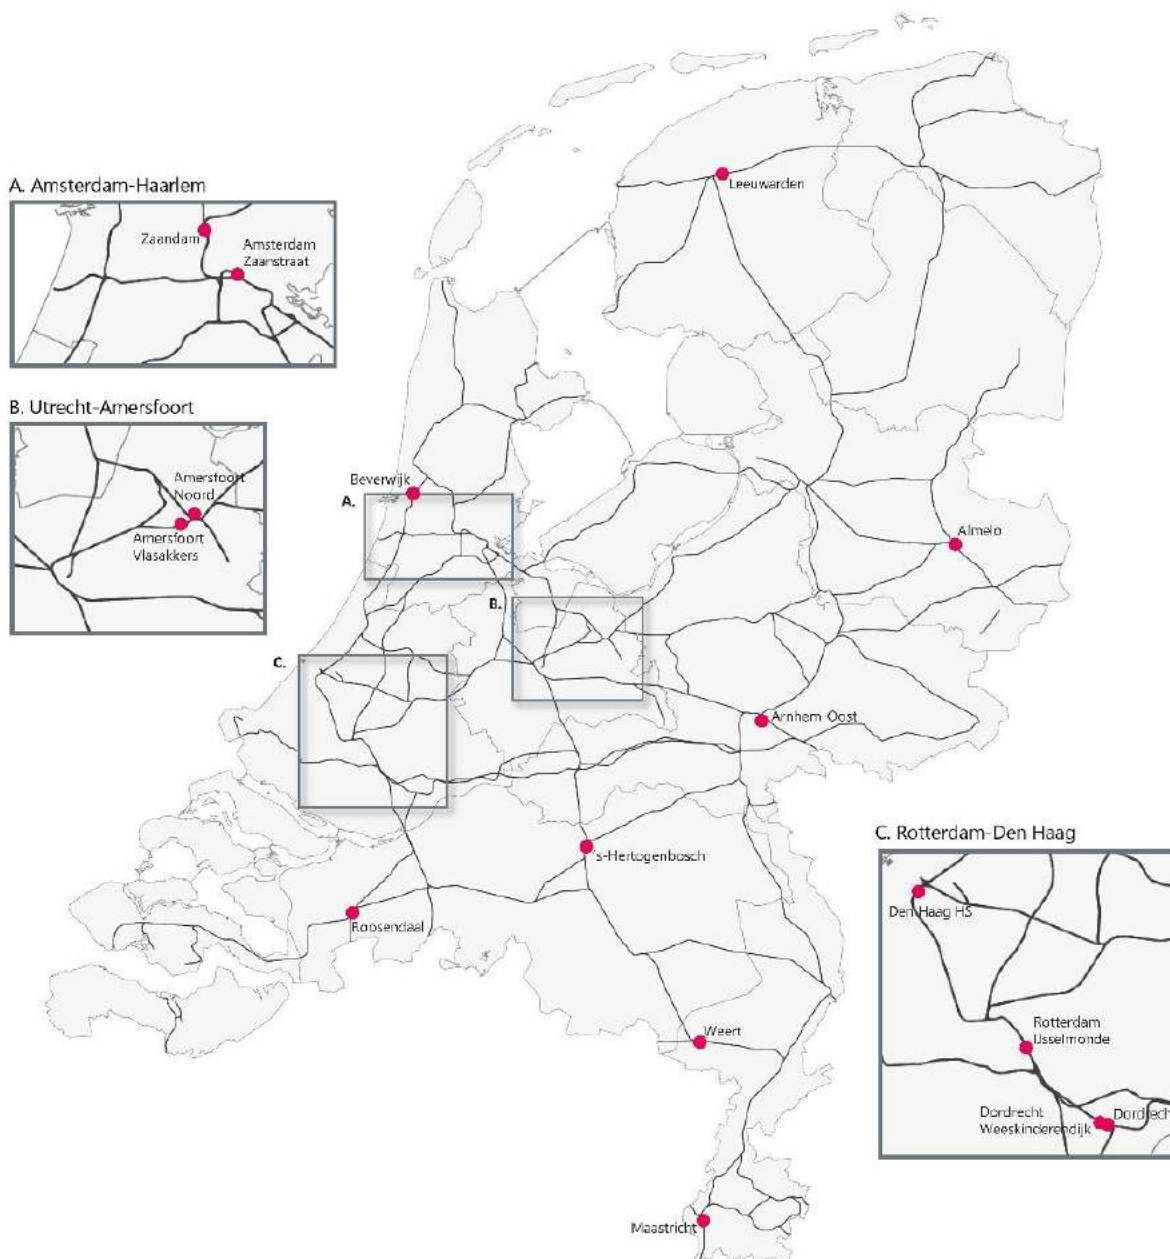 Leeuwarden
A. Amsterdam-Haarlem
Zaandam
Amsterdam
Zaanstraat
B. Utrecht-Amersfoort
Amersfoort
Noord
Amersfoort
Vlasakkers
Beverwijk
A.
Almelo
B.
C.
Arnhem-Oost
's-Hertogenbosch
Roosendaal
Weert
Maastricht
C. Rotterdam-Den Haag
Den Haag HS
Rotterdam
IJsselmonde
Dordrecht
Weeskinderendijk
Dordrech